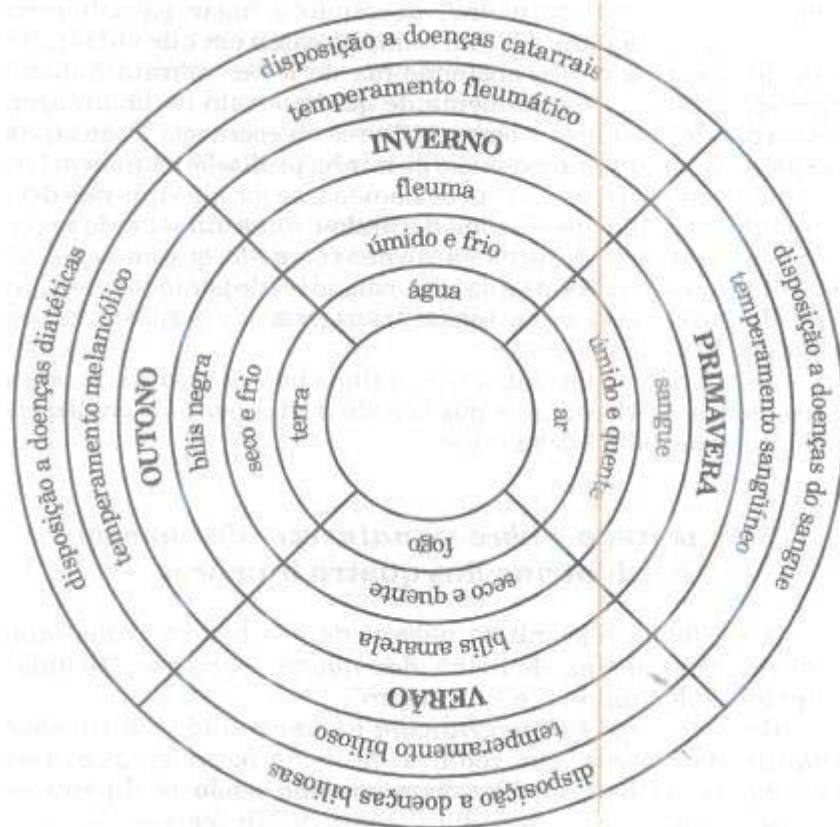 disposição a doenças catarrais
temperamento fleumático
INVERNO
fleuma
úmido e frio
água
disposição a doenças do sangue
temperamento sangüíneo
PRIMAVERA
sangue
úmido e quente
ar
disposição a doenças biliosas
temperamento bilioso
VERÃO
bílis amarela
seco e quente
fogo
disposição a doenças diatéticas
temperamento melancólico
OUTONO
bílis negra
seco e frio
terra